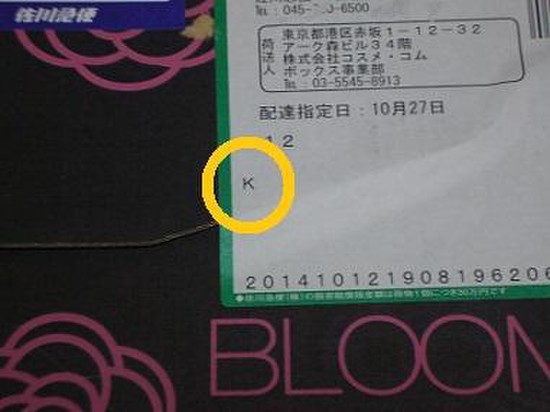 佐川急便
TEL：045-
-6500
東京都港区赤坂1－12－32
アーク森ビル34階
株式会社コスメ・コム
ボックス事業部
TEL：03-5545-8913
荷送人
配達指定日：10月27日
12
K
201410121908196206
BLOOM